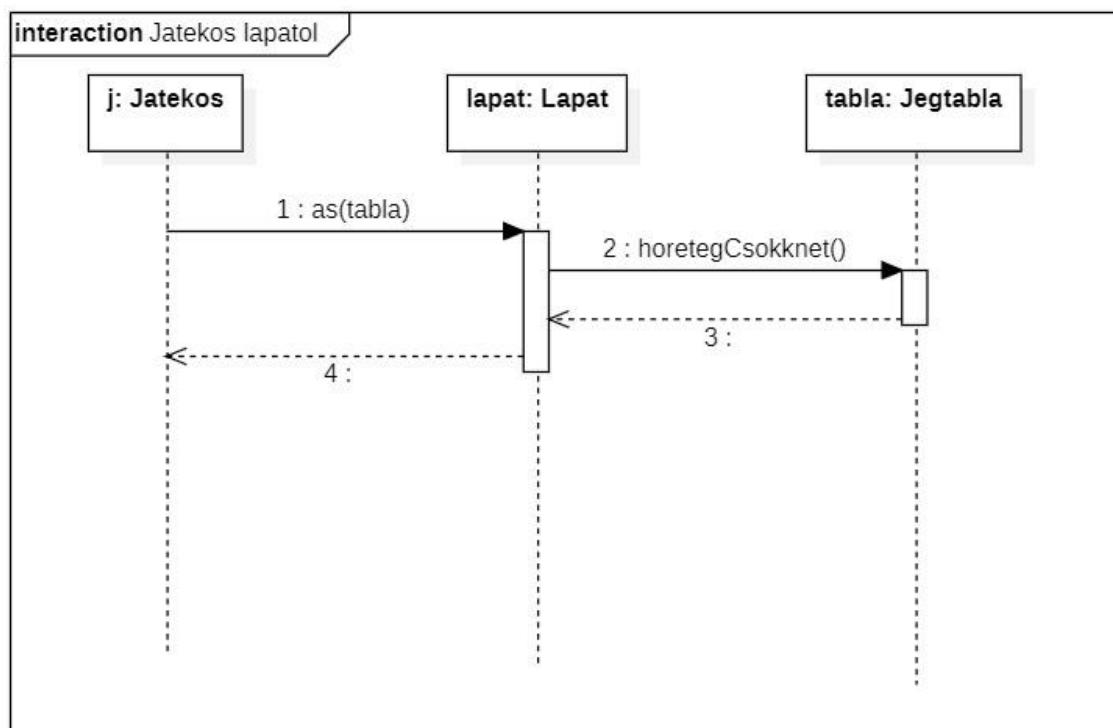 interaction Jatekos lapatol
j: Jatekos
lapat: Lapat
tabla: Jegtabla
1 : as(tabla)
2 : horetegCsokknet()
3 :
4 :